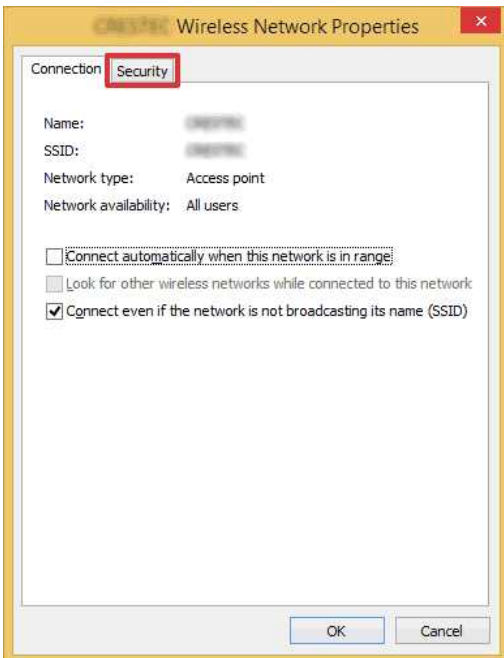 Wireless Network Properties
Connection
Security
Name:
SSID:
Network type: Access point
Network availability: All users
Connect automatically when this network is in range
Look for other wireless networks while connected to this network
Connect even if the network is not broadcasting its name (SSID)
OK Cancel